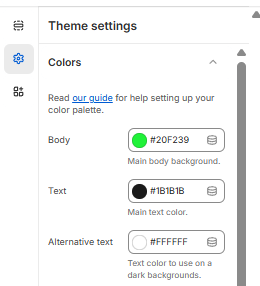 Theme settings
Colors
Read our guide for help setting up your
color palette.
Body
#20F239
Main body background.
Text
#1B1B1B
Main text color.
Alternative text
#FFFFFF
Text color to use on a
dark backgrounds.